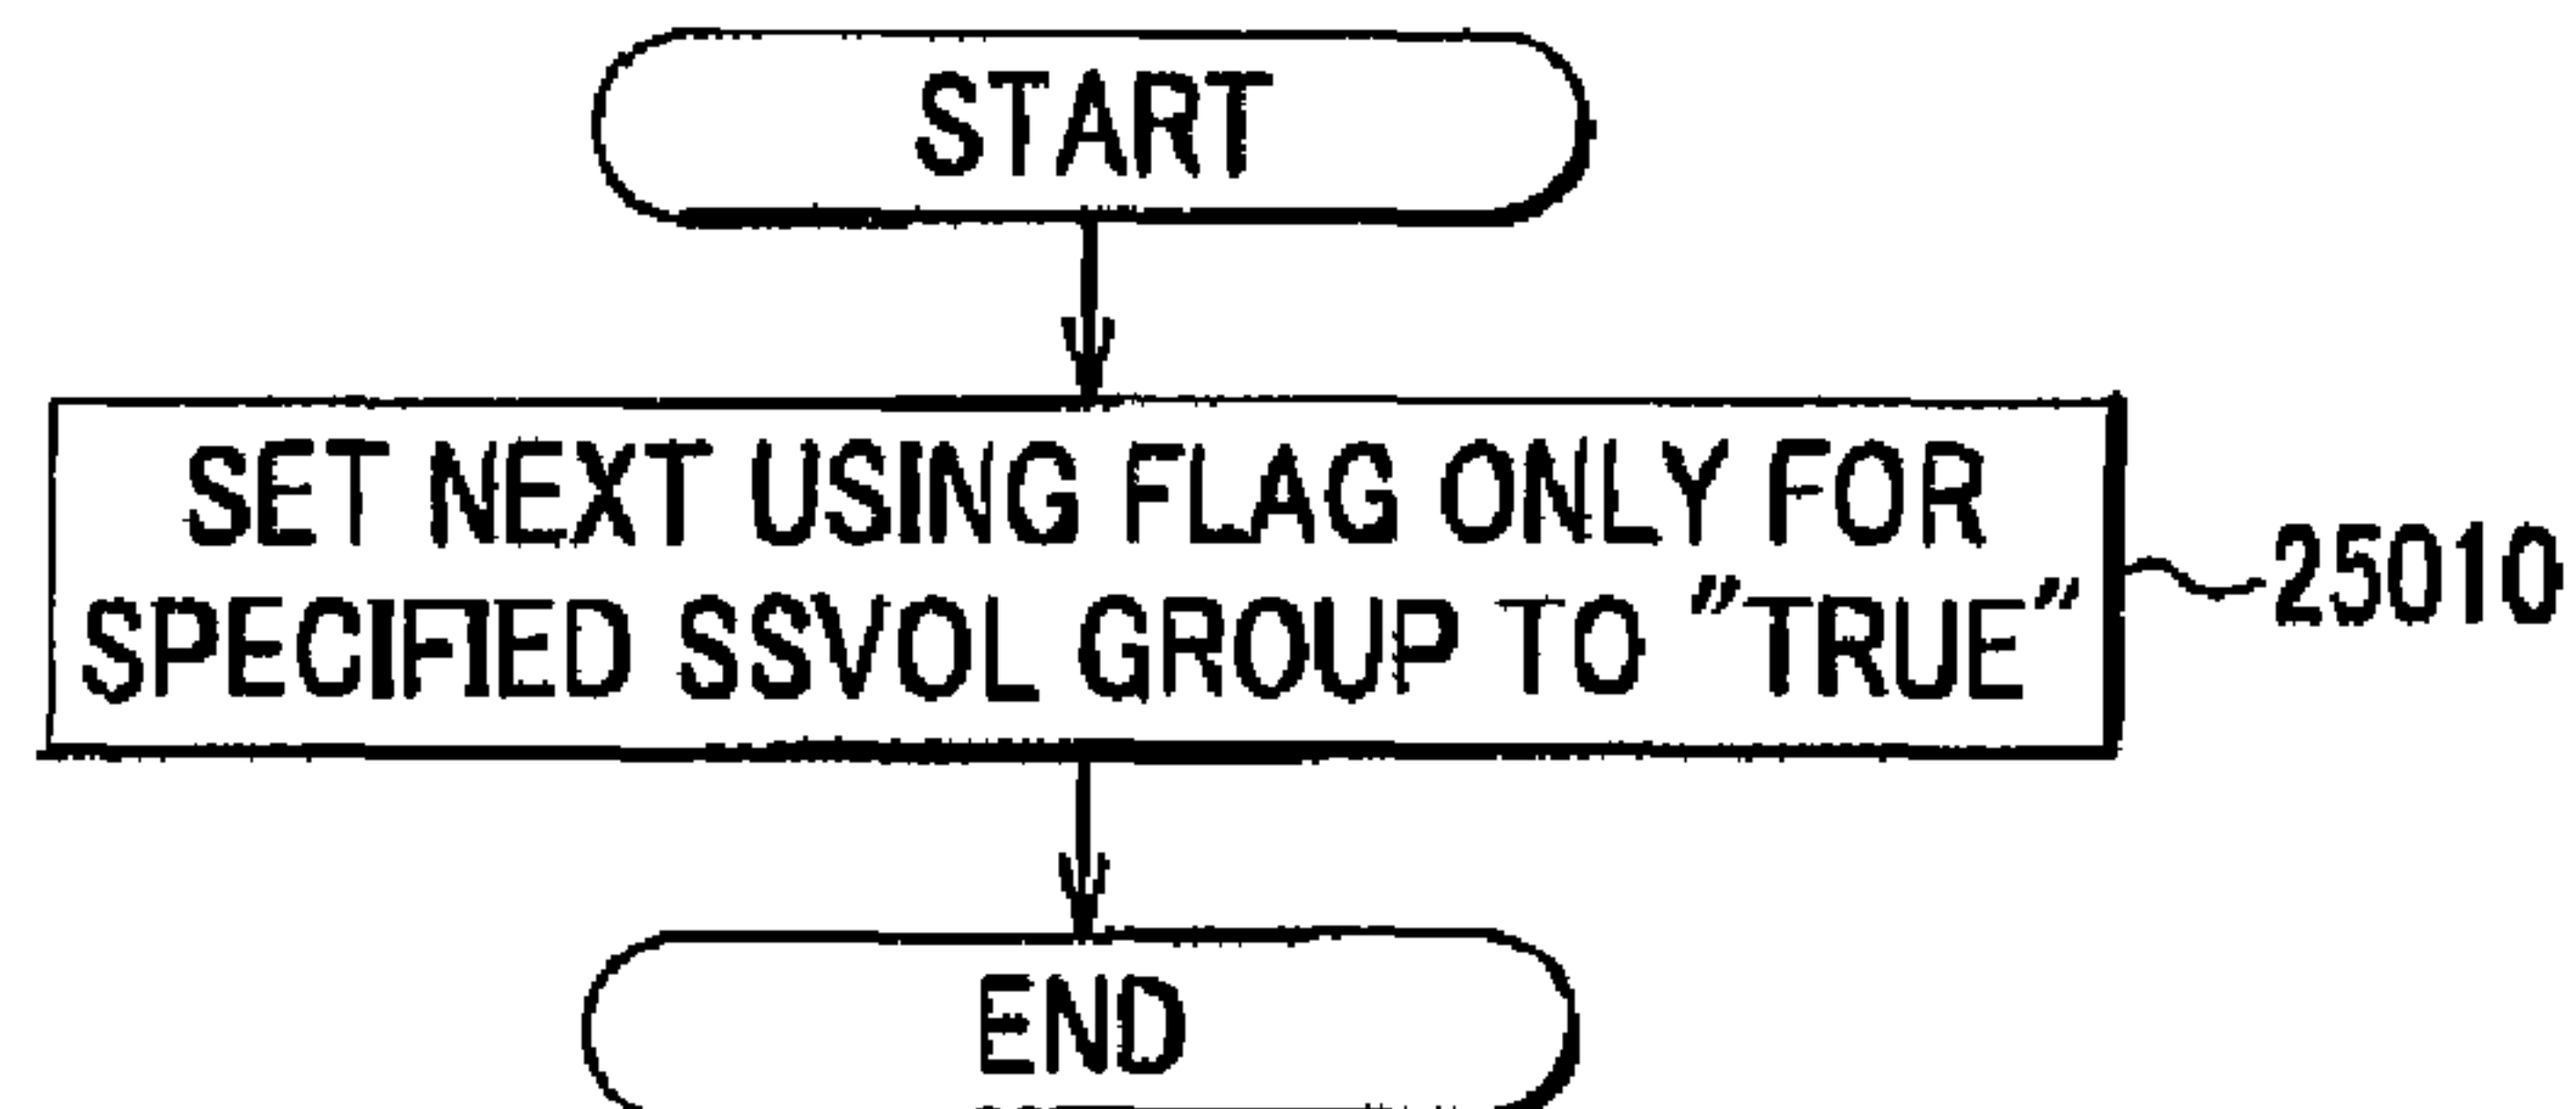 START
SET NEXT USING FLAG ONLY FOR
SPECIFIED SSVOL GROUP TO "TRUE"
25010
END